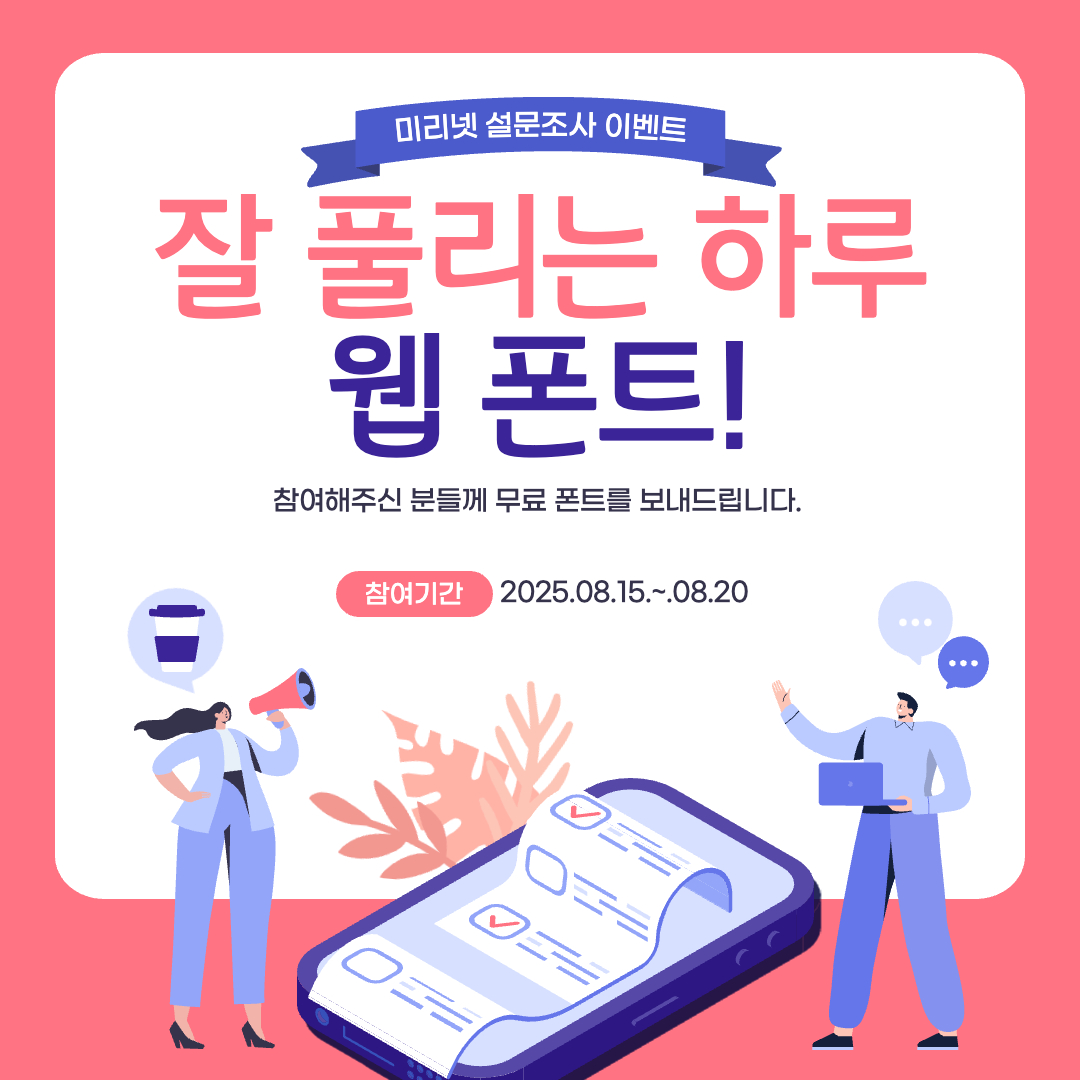 미리넷 설문조사 이벤트
잘 풀리는 하루
웹 폰트!
참여해주신 분들께 무료 폰트를 보내드립니다.
참여기간 2025.08.15.~.08.20